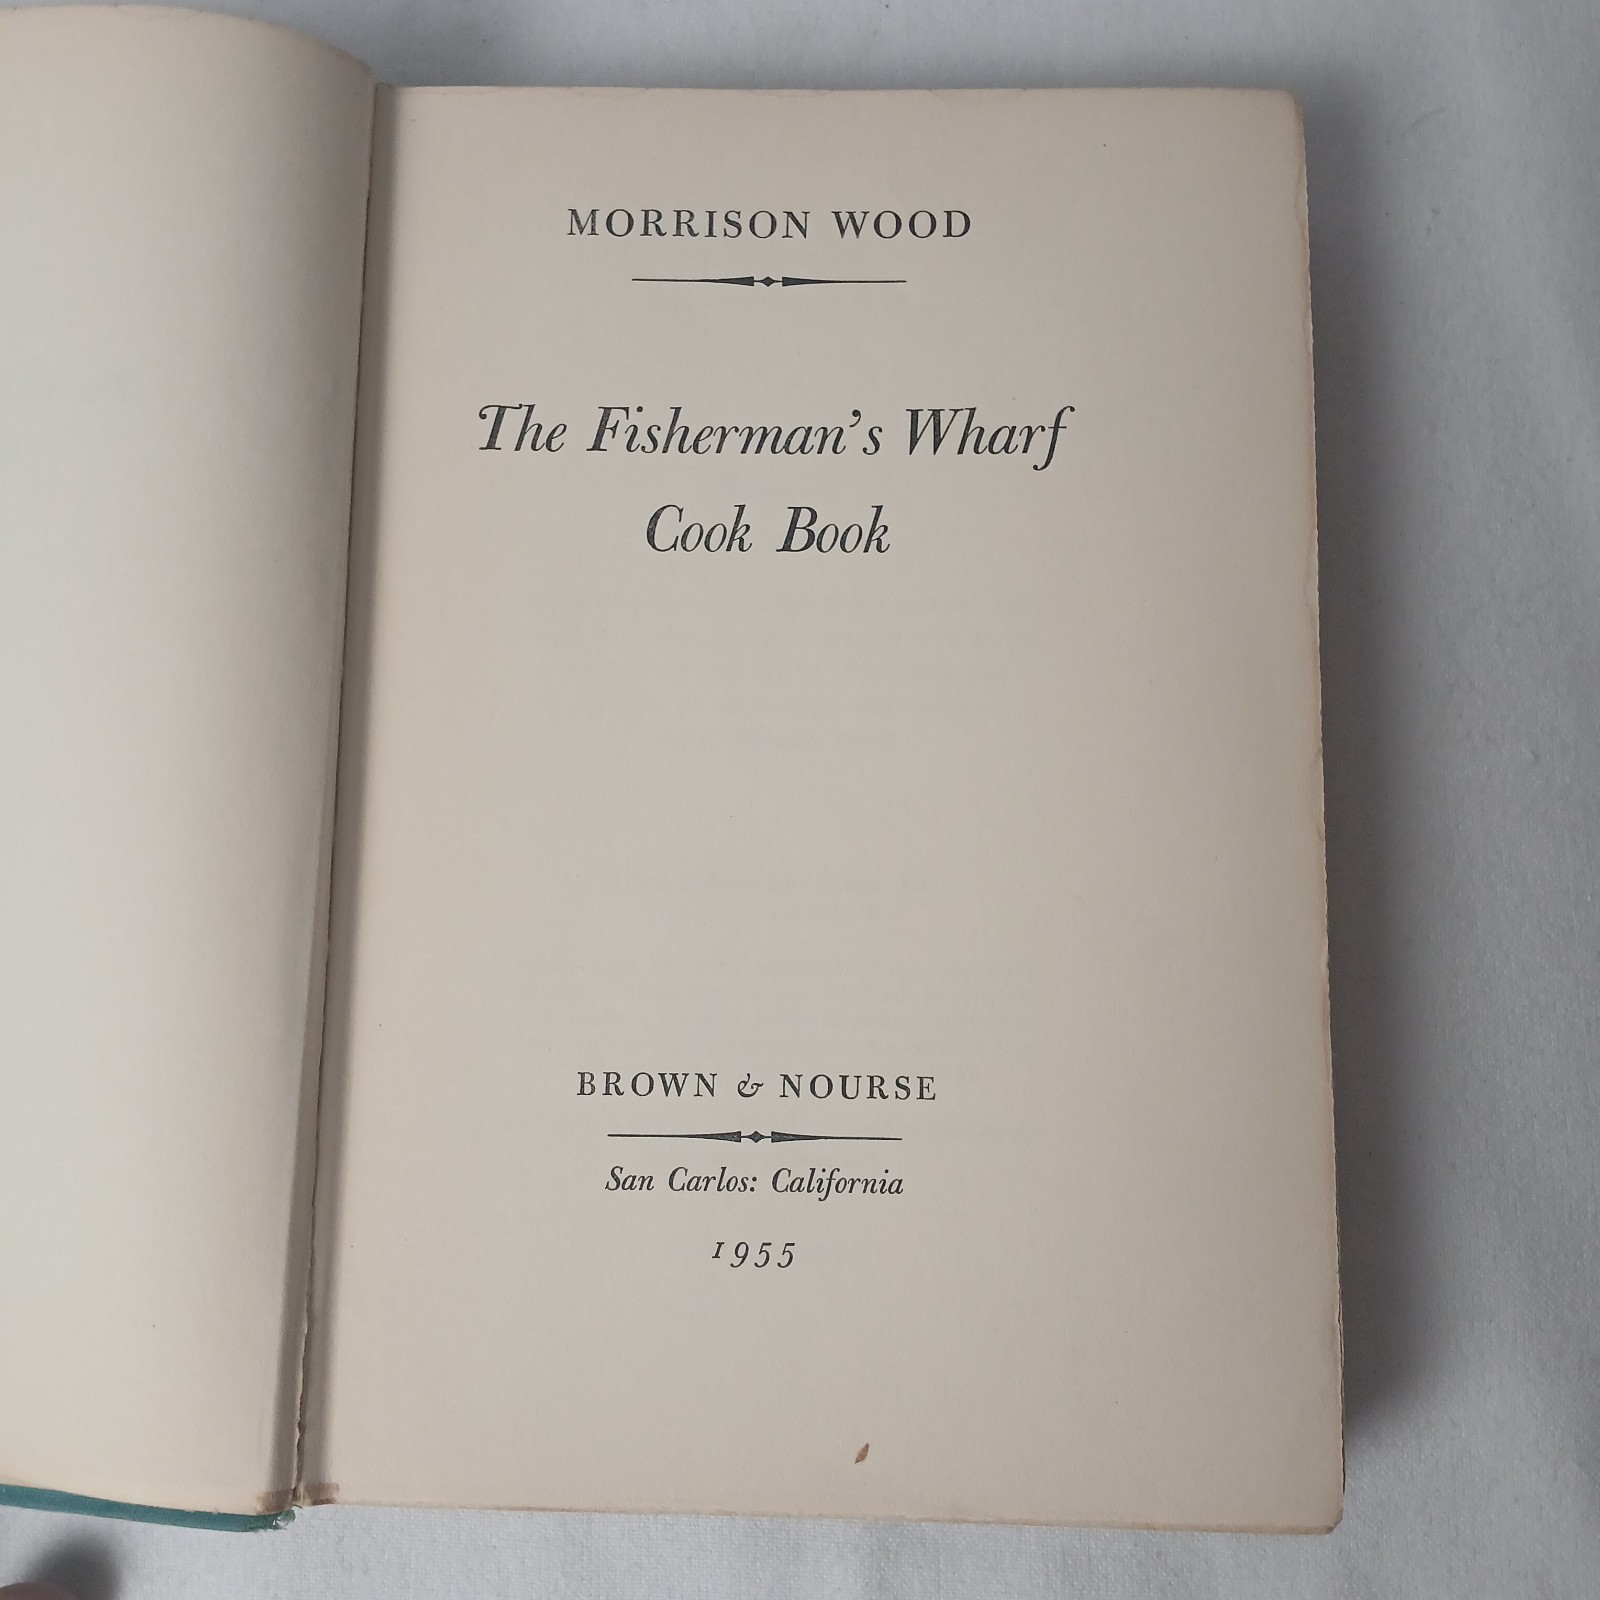 MORRISON WOOD
The Fisherman's Wharf
Cook Book
BROWN & NOURSE
San Carlos: California
1955